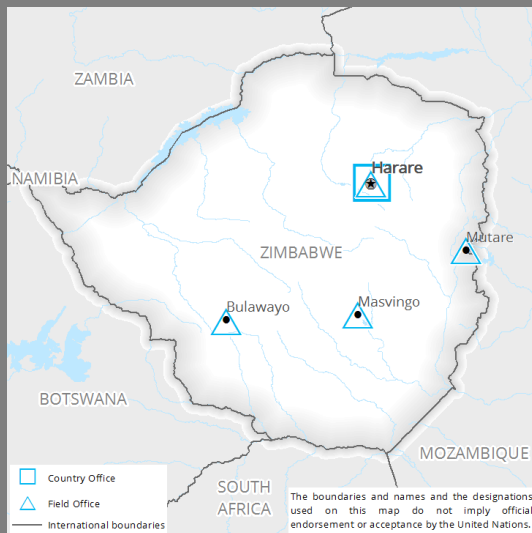 ZAMBIA
Harare
NAMIBIA
Mutare
ZIMBABWE
Bulawayo
Masvingo
BOTSWANA
MOZAMBIQUE
SOUTH
AFRICA
Country Office
Field Office
International boundaries
The boundaries and names and the designations
used on this map do not imply official
endorsement or acceptance by the United Nations.